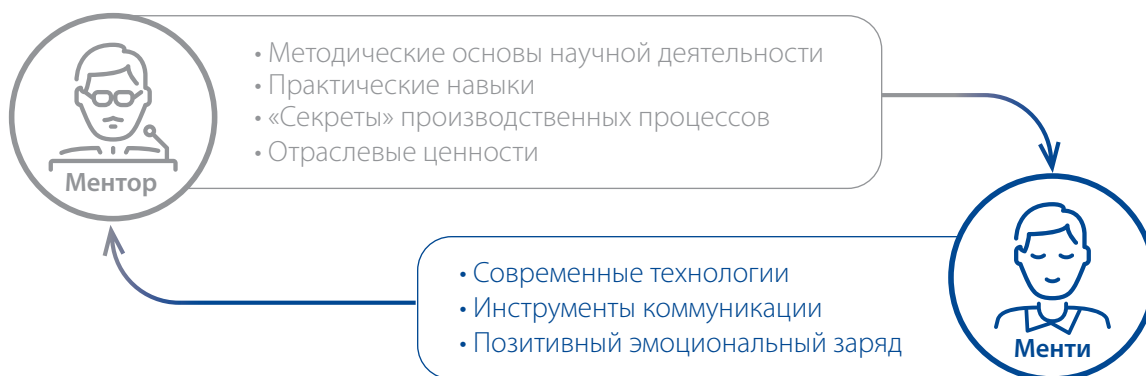 • Методические основы научной деятельности
• Практические навыки
• «Секреты» производственных процессов
• Отраслевые ценности
Ментор
• Современные технологии
• Инструменты коммуникации
• Позитивный эмоциональный заряд
Менти